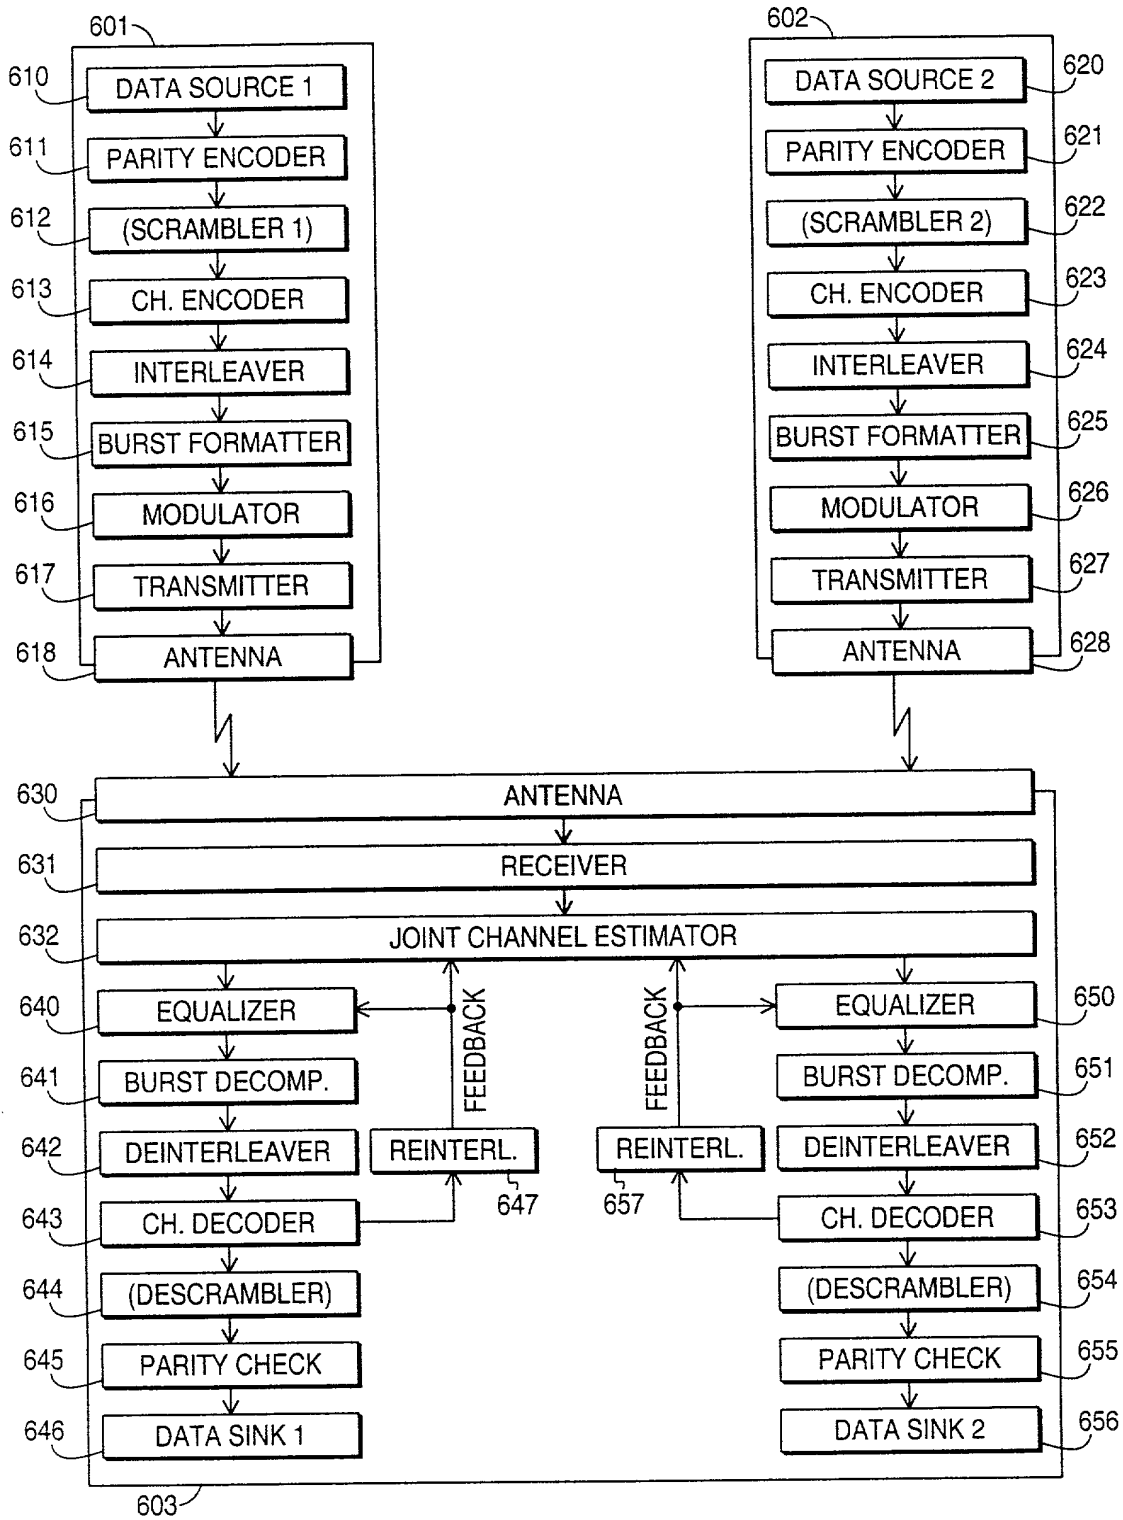 601
610
DATA SOURCE 1
611
PARITY ENCODER
612
(SCRAMBLER 1)
613
CH. ENCODER
614
INTERLEAVER
615
BURST FORMATTER
616
MODULATOR
617
TRANSMITTER
618
ANTENNA
602
DATA SOURCE 2
620
PARITY ENCODER
621
(SCRAMBLER 2)
622
CH. ENCODER
623
INTERLEAVER
624
BURST FORMATTER
625
MODULATOR
626
TRANSMITTER
627
ANTENNA
628
630
ANTENNA
631
RECEIVER
632
JOINT CHANNEL ESTIMATOR
640
EQUALIZER
641
BURST DECOMP.
642
DEINTERLEAVER
643
CH. DECODER
644
(DESCRAMBLER)
645
PARITY CHECK
646
DATA SINK 1
FEEDBACK
REINTERL.
647
FEEDBACK
REINTERL.
657
EQUALIZER
650
BURST DECOMP.
651
DEINTERLEAVER
652
CH. DECODER
653
(DESCRAMBLER)
654
PARITY CHECK
655
DATA SINK 2
656
603